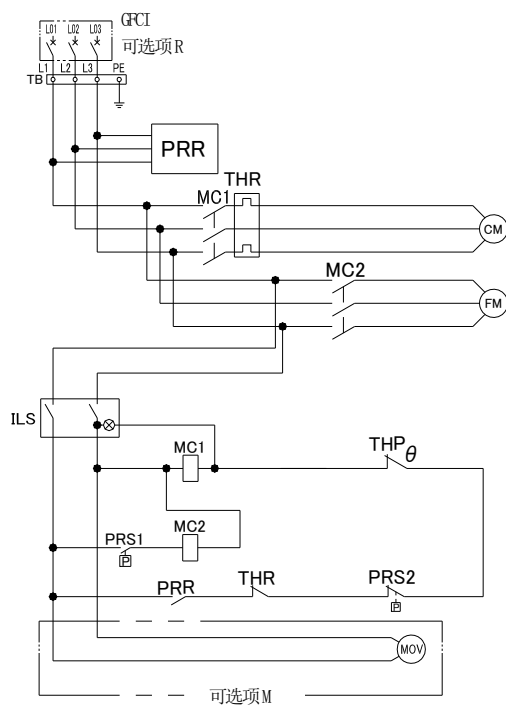 GFCI
L01 L02 L03
可选项R
L1 L2 L3 PE
TB
PRR
THR
MC1
CM
MC2
FM
ILS
MC1
THP θ
PRS1
P
MC2
PRR
THR
PRS2
P
MOV
可选项M